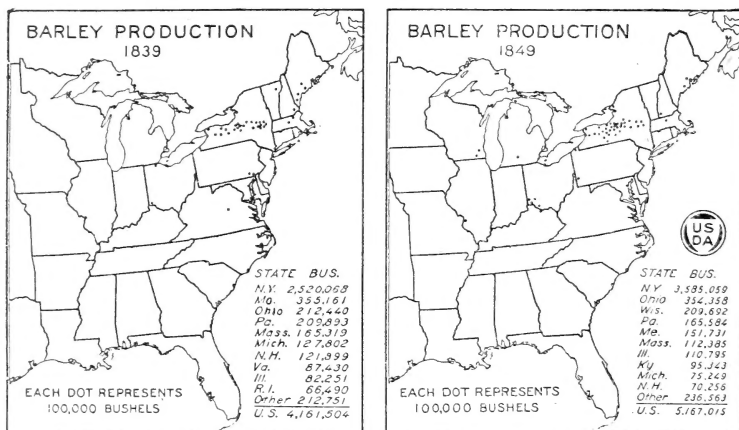 BARLEY PRODUCTION
1839
STATE BUS.
N.Y. 2,520,068
Me. 355,161
Ohio 212,440
Pa. 209,893
Mass. 165,319
Mich. 127,802
N.H. 121,899
Va. 87,430
Ill. 82,251
R.I. 66,490
Other 212,751
U.S. 4,161,504
EACH DOT REPRESENTS
100,000 BUSHELS
BARLEY PRODUCTION
1849
US
DA
STATE BUS.
NY 3,585,059
Ohio 354,358
Wis. 209,692
Pa. 165,584
Me. 151,731
Mass. 112,385
Ill. 110,795
Ky 95,343
Mich. 75,249
N.H. 70,256
Other 236,563
U.S. 5,167,015
EACH DOT REPRESENTS
100,000 BUSHELS